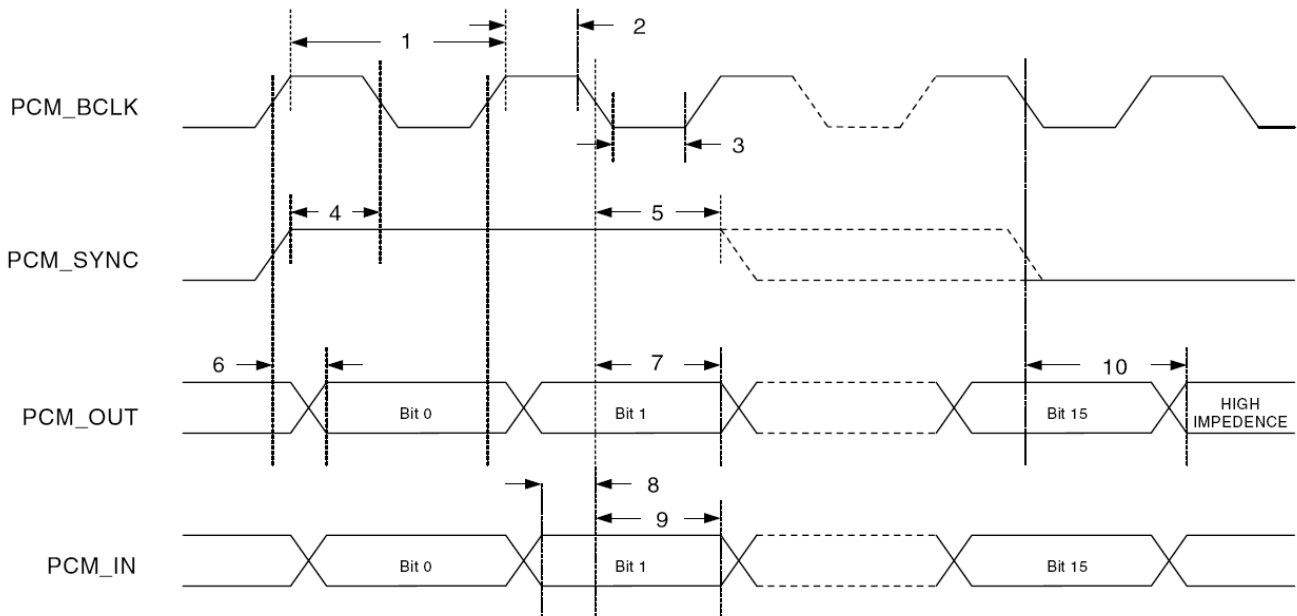 1
2
PCM_BCLK
3
4
5
PCM_SYNC
6
7
10
PCM_OUT
Bit 0
Bit 1
Bit 15
HIGH
IMPEDENCE
8
9
PCM_IN
Bit 0
Bit 1
Bit 15